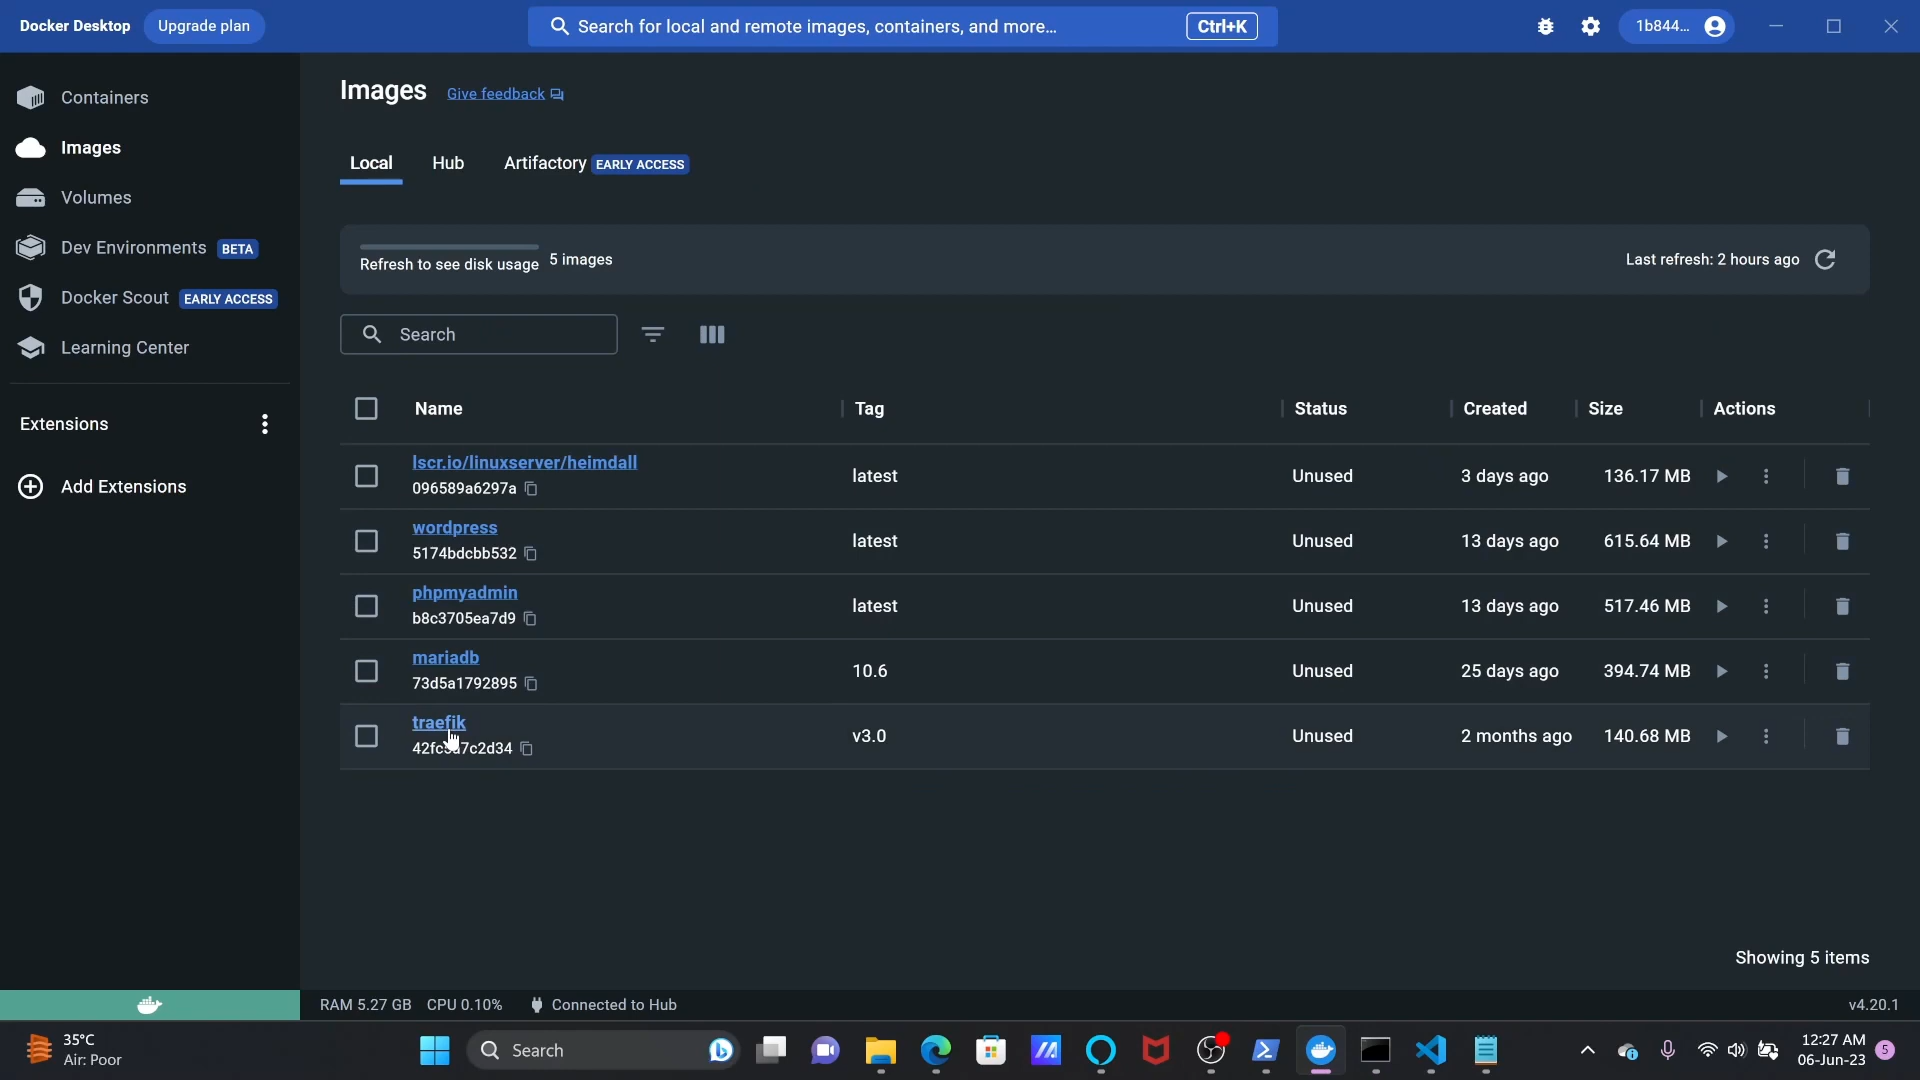 Docker Desktop Upgrade plan Search for local and remote images, containers, and more... Ctrl+K 1b844...
Containers
Images
Volumes
Dev Environments BETA
Docker Scout EARLY ACCESS
Learning Center
Extensions
Add Extensions
Images Give feedback
Local Hub Artifactory EARLY ACCESS
Refresh to see disk usage 5 images Last refresh: 2 hours ago
Search
Name Tag Status Created Size Actions
lscr.io/linuxserver/heimdall
096589a6297a latest Unused 3 days ago 136.17 MB
wordpress
5174bdcbb532 latest Unused 13 days ago 615.64 MB
phpmyadmin
b8c3705ea7d9 latest Unused 13 days ago 517.46 MB
mariadb
73d5a1792895 10.6 Unused 25 days ago 394.74 MB
traefik
v3.0 Unused 2 months ago 140.68 MB
Showing 5 items
RAM 5.27 GB CPU 0.10% Connected to Hub v4.20.1
35°C
Air: Poor
Search
12:27 AM
06-Jun-23 5